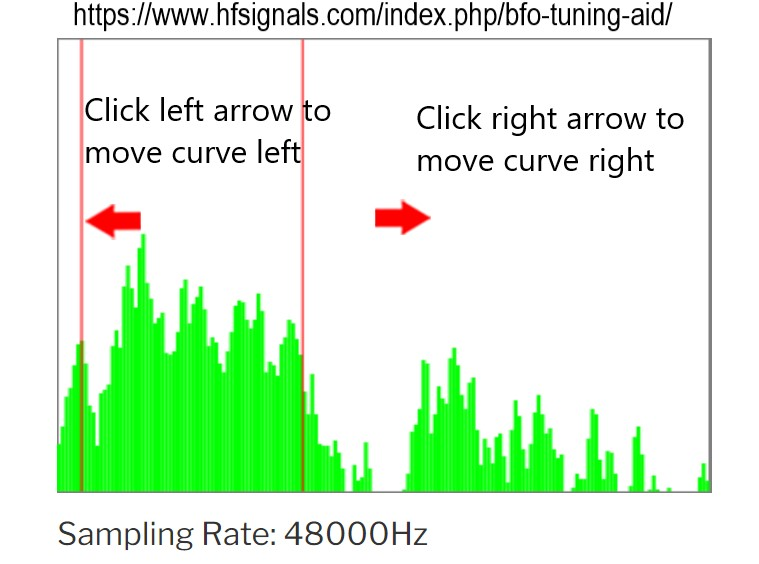 https://www.hfsignals.com/index.php/bfo-tuning-aid/
Click left arrow to
move curve left
Click right arrow to
move curve right
Sampling Rate: 48000Hz